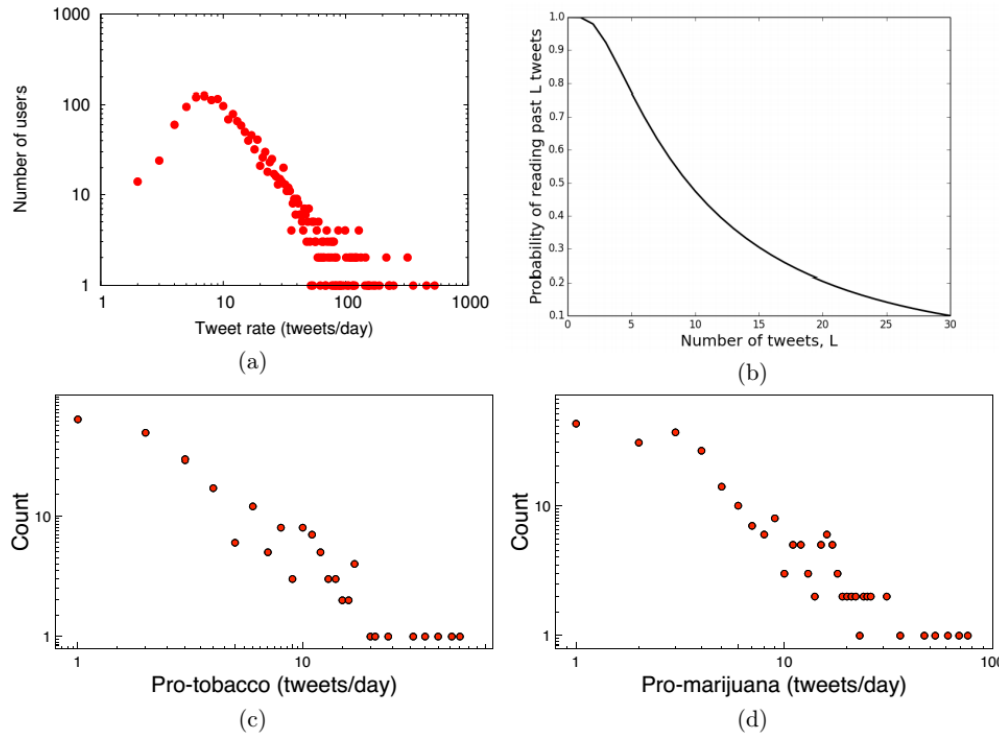 1000
100
10
1
Number of users
1 10 100 1000
Tweet rate (tweets/day)
(a)
1.0
0.9
0.8
0.7
0.6
0.5
0.4
0.3
0.2
0.1
Probability of reading past L tweets
0 5 10 15 20 25 30
Number of tweets, L
(b)
10
1
Count
1 10
Pro-tobacco (tweets/day)
(c)
10
1
Count
1 10 100
Pro-marijuana (tweets/day)
(d)